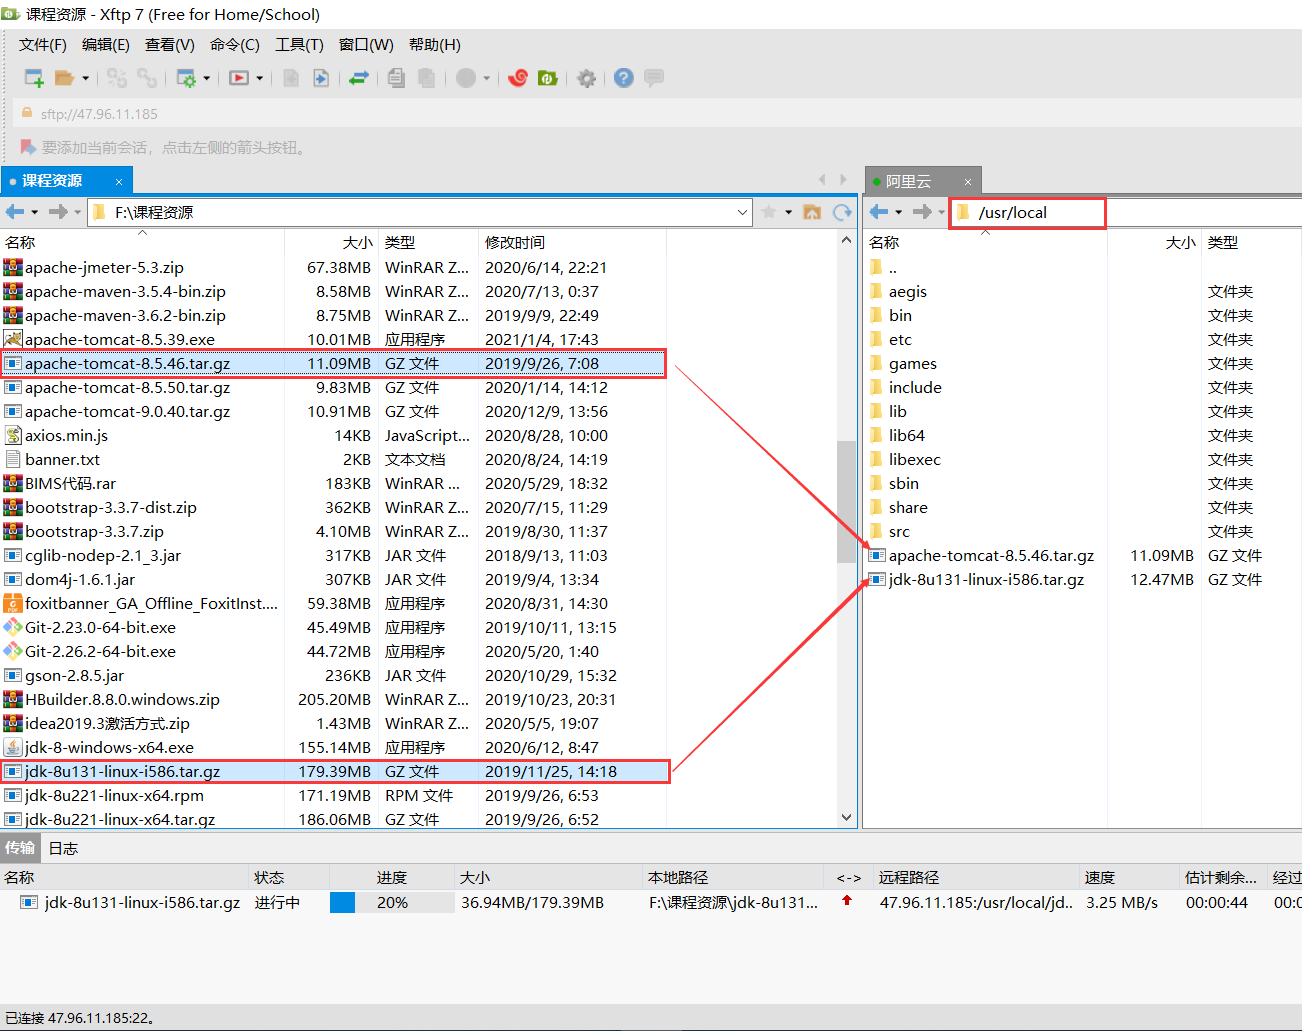 课程资源 - Xftp 7 (Free for Home/School)
文件(F) 编辑(E) 查看(V) 命令(C) 工具(T) 窗口(W) 帮助(H)
sftp://47.96.11.185
要添加当前会话，点击左侧的箭头按钮。
课程资源 ×
F:\课程资源
名称 大小 类型 修改时间
apache-jmeter-5.3.zip 67.38MB WinRAR Z... 2020/6/14, 22:21
apache-maven-3.5.4-bin.zip 8.58MB WinRAR Z... 2020/7/13, 0:37
apache-maven-3.6.2-bin.zip 8.75MB WinRAR Z... 2019/9/9, 22:49
apache-tomcat-8.5.39.exe 10.01MB 应用程序 2021/1/4, 17:43
apache-tomcat-8.5.46.tar.gz 11.09MB GZ 文件 2019/9/26, 7:08
apache-tomcat-8.5.50.tar.gz 9.83MB GZ 文件 2020/1/14, 14:12
apache-tomcat-9.0.40.tar.gz 10.91MB GZ 文件 2020/12/9, 13:56
axios.min.js 14KB JavaScript... 2020/8/28, 10:00
banner.txt 2KB 文本文档 2020/8/24, 14:19
BIMS代码.rar 183KB WinRAR ... 2020/5/29, 18:32
bootstrap-3.3.7-dist.zip 362KB WinRAR Z... 2020/7/15, 11:29
bootstrap-3.3.7.zip 4.10MB WinRAR Z... 2019/8/30, 11:37
cglib-nodep-2.1_3.jar 317KB JAR 文件 2018/9/13, 11:03
dom4j-1.6.1.jar 307KB JAR 文件 2019/9/4, 13:34
foxitbanner_GA_Offline_FoxitInst.... 59.38MB 应用程序 2020/8/31, 14:30
Git-2.23.0-64-bit.exe 45.49MB 应用程序 2019/10/11, 13:15
Git-2.26.2-64-bit.exe 44.72MB 应用程序 2020/5/20, 1:40
gson-2.8.5.jar 236KB JAR 文件 2020/10/29, 15:32
HBuilder.8.8.0.windows.zip 205.20MB WinRAR Z... 2019/10/23, 20:31
idea2019.3激活方式.zip 1.43MB WinRAR Z... 2020/5/5, 19:07
jdk-8-windows-x64.exe 155.14MB 应用程序 2020/6/12, 8:47
jdk-8u131-linux-i586.tar.gz 179.39MB GZ 文件 2019/11/25, 14:18
jdk-8u221-linux-x64.rpm 171.19MB RPM 文件 2019/9/26, 6:53
jdk-8u221-linux-x64.tar.gz 186.06MB GZ 文件 2019/9/26, 6:52
阿里云 ×
/usr/local
名称 大小 类型
..
aegis 文件夹
bin 文件夹
etc 文件夹
games 文件夹
include 文件夹
lib 文件夹
lib64 文件夹
libexec 文件夹
sbin 文件夹
share 文件夹
src 文件夹
apache-tomcat-8.5.46.tar.gz 11.09MB GZ 文件
jdk-8u131-linux-i586.tar.gz 12.47MB GZ 文件
传输 日志
名称 状态 进度 大小 本地路径 <-> 远程路径 速度 估计剩余... 经过
jdk-8u131-linux-i586.tar.gz 进行中 20% 36.94MB/179.39MB F:\课程资源\jdk-8u131... 47.96.11.185:/usr/local/jd.. 3.25 MB/s 00:00:44 00:0
已连接 47.96.11.185:22。